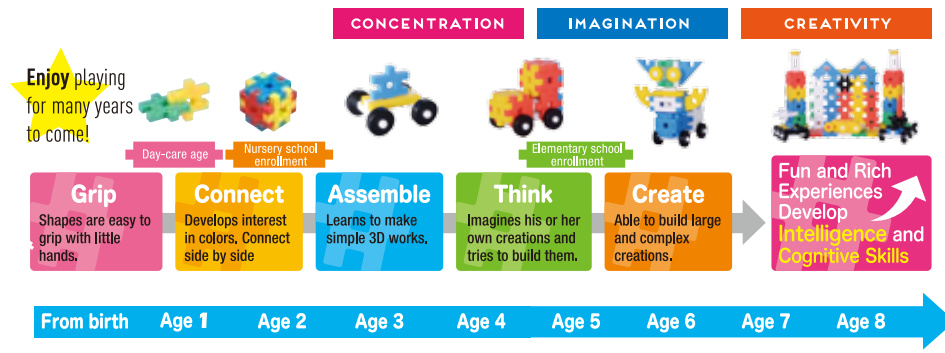 CONCENTRATION
IMAGINATION
CREATIVITY
Enjoy playing
for many years
to come!
Day-care age
Nursery school
enrollment
Elementary school
enrollment
Grip
Shapes are easy to
grip with little
hands.
Connect
Develops interest
in colors. Connect
side by side
Assemble
Learns to make
simple 3D works.
Think
Imagines his or her
own creations and
tries to build them.
Create
Able to build large
and complex
creations.
Fun and Rich
Experiences
Develop
Intelligence and
Cognitive Skills
From birth
Age 1
Age 2
Age 3
Age 4
Age 5
Age 6
Age 7
Age 8